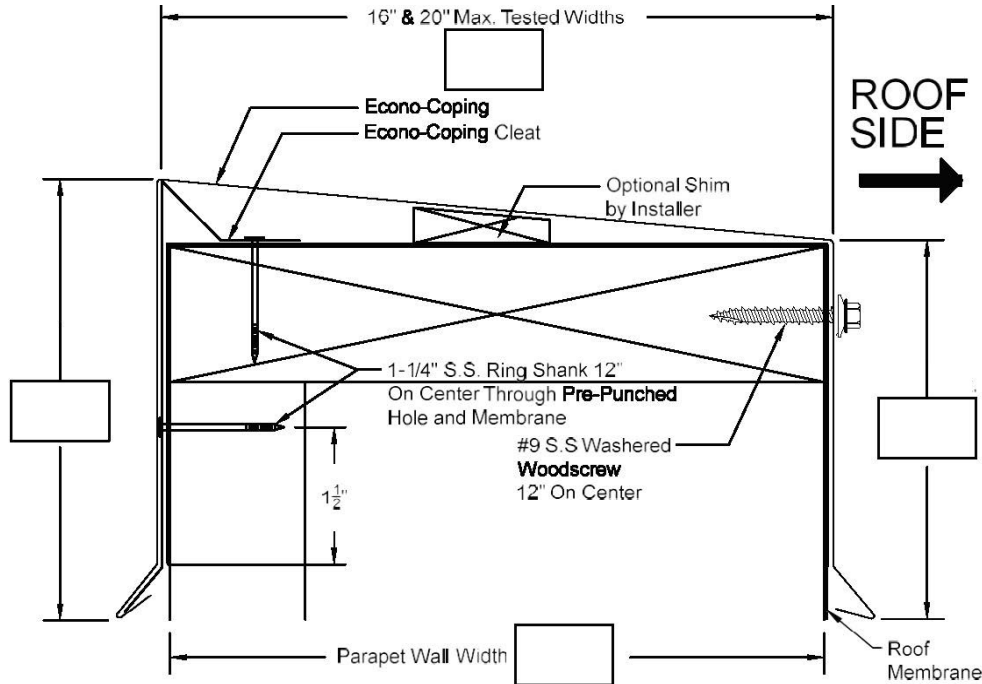 16" & 20" Max. Tested Widths
Econo-Coping
Econo-Coping Cleat
ROOF
SIDE
Optional Shim
by Installer
1-1/4" S.S. Ring Shank 12"
On Center Through Pre-Punched
Hole and Membrane
#9 S.S Washered
Woodscrew
12" On Center
1½"
Parapet Wall Width
Roof
Membrane